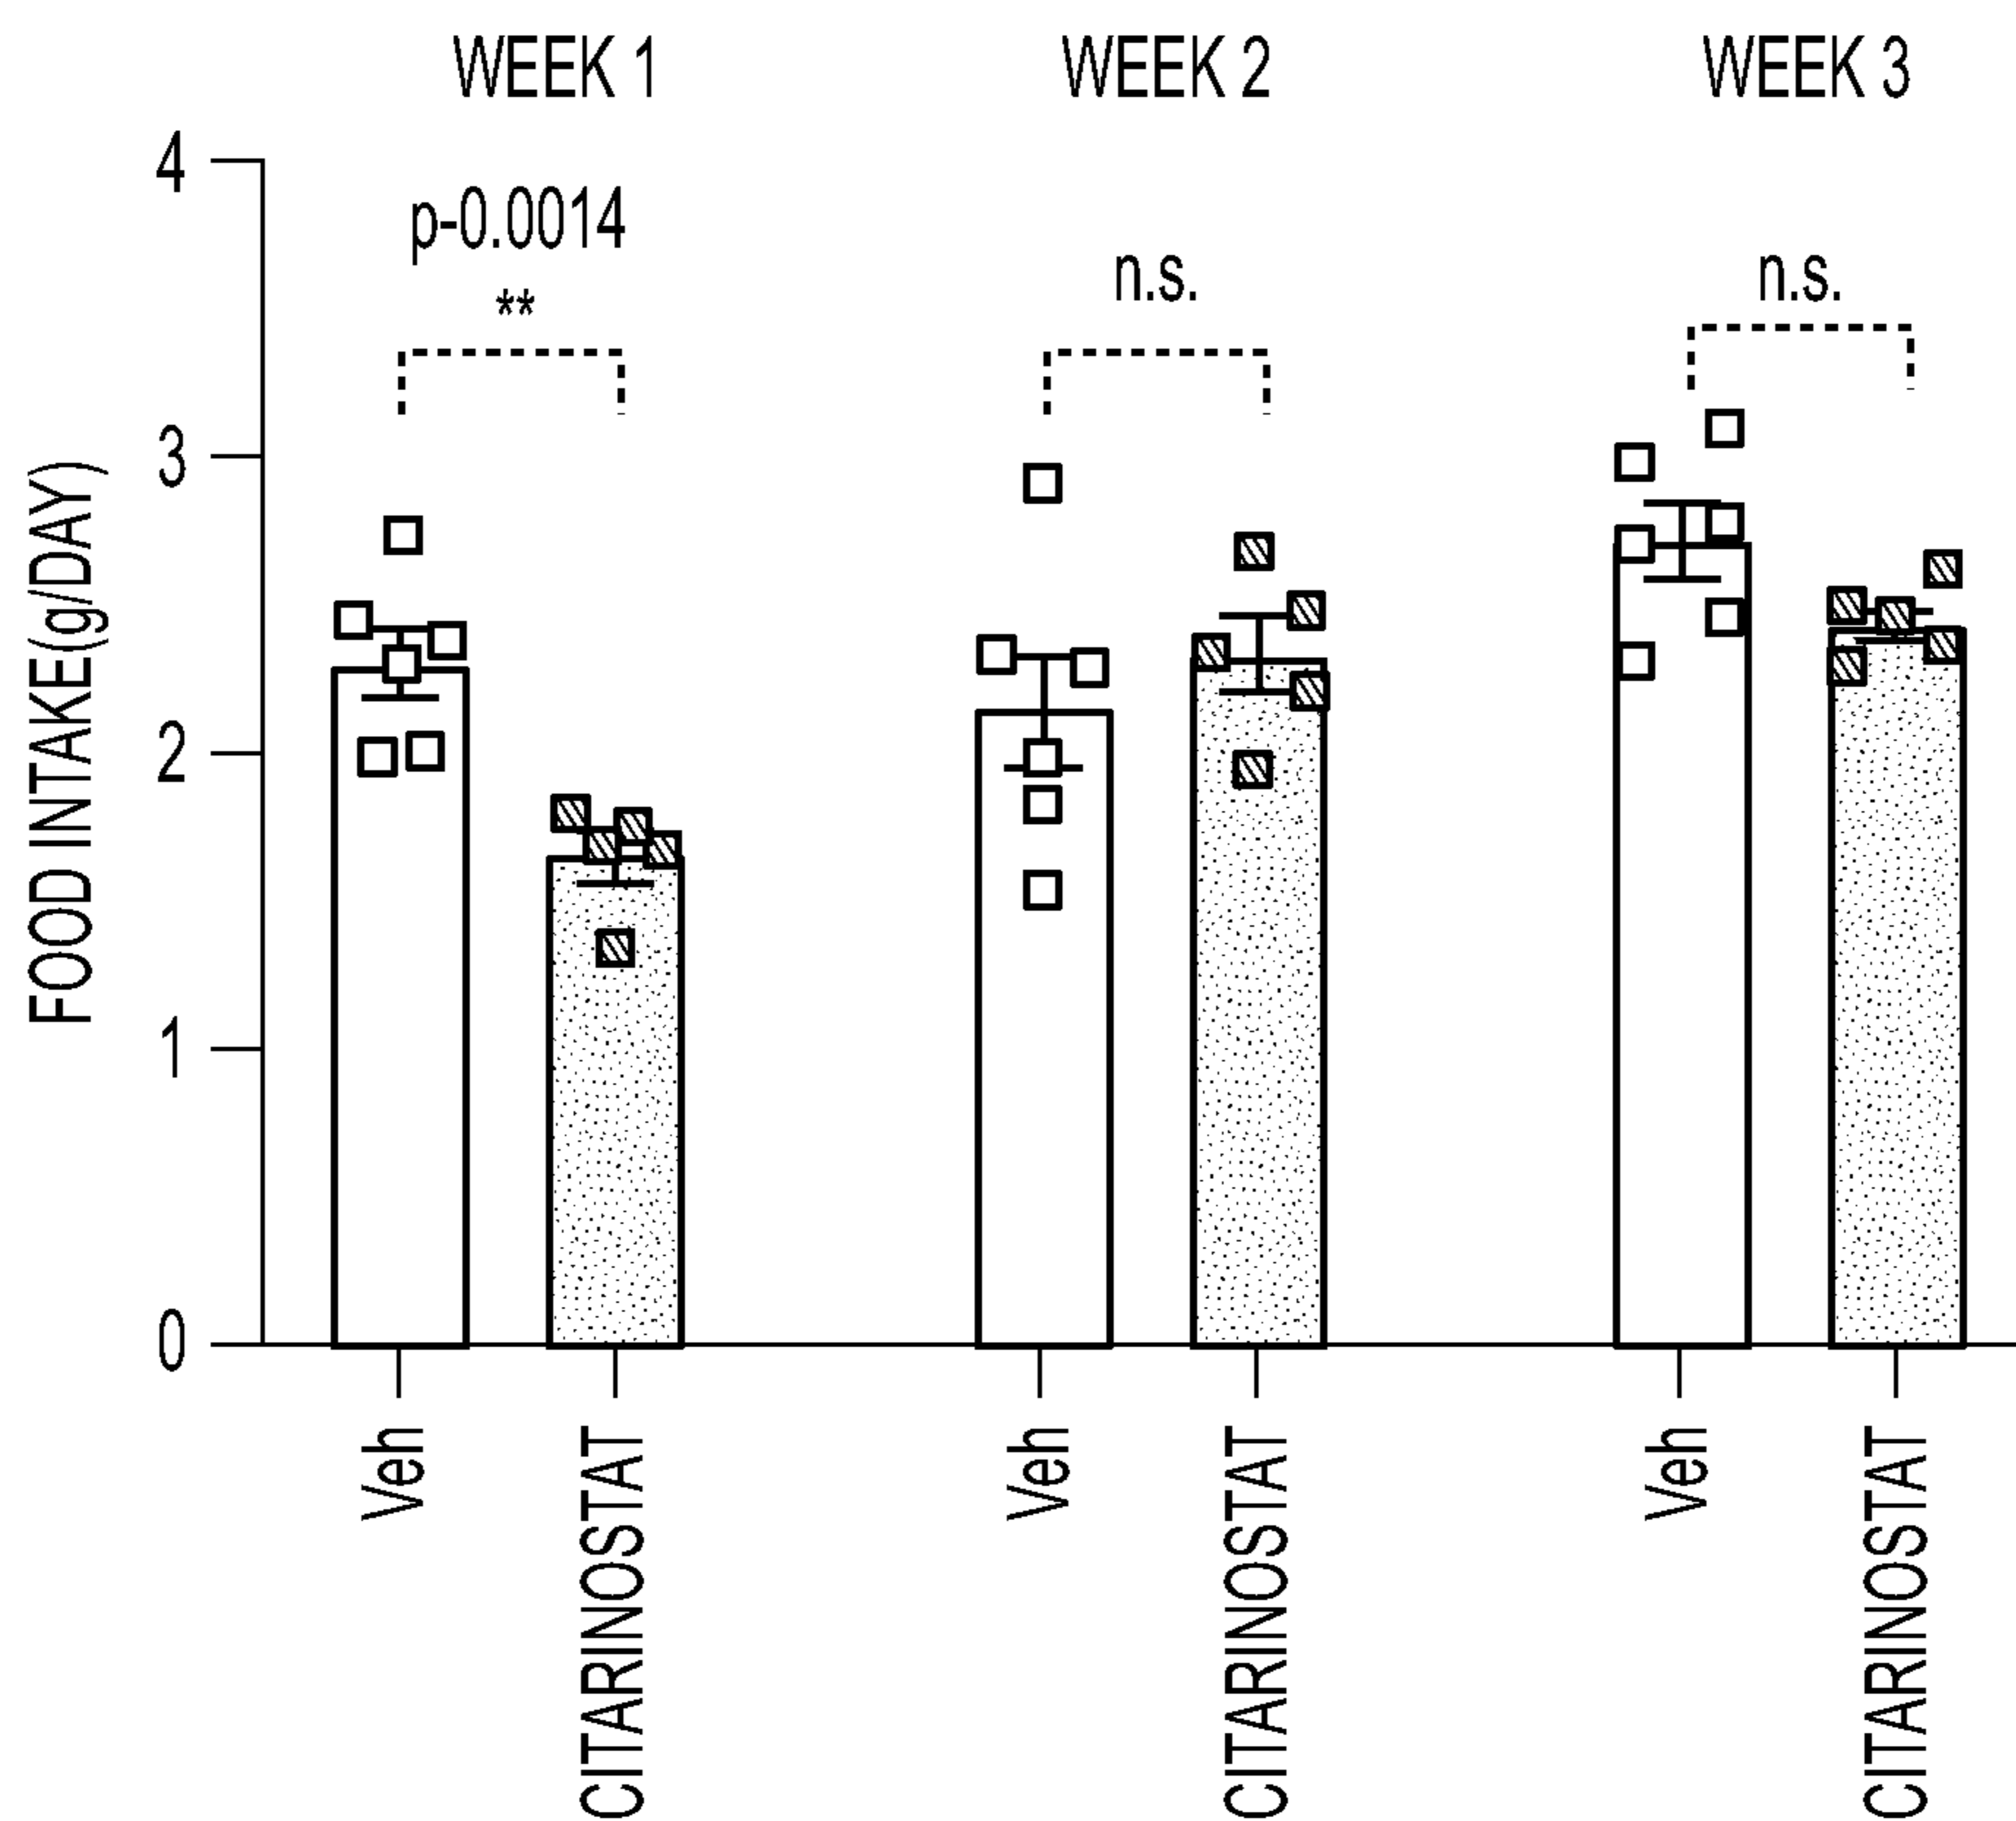 WEEK 1
WEEK 2
WEEK 3
p-0.0014
**
n.s.
n.s.
FOOD INTAKE(g/DAY)
4
3
2
1
0
Veh
CITARINOSTAT
Veh
CITARINOSTAT
Veh
CITARINOSTAT